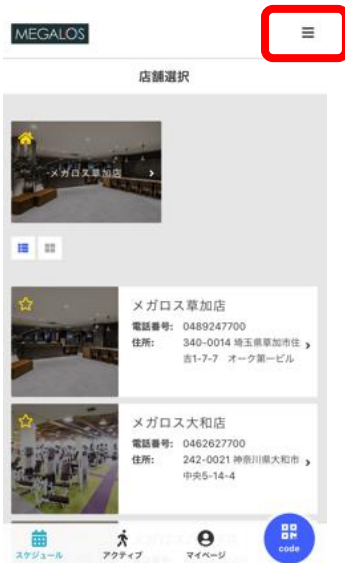 MEGALOS
店舗選択
メガロス草加店
メガロス草加店
電話番号: 0489247700
住所: 340-0014 埼玉県草加市住
吉1-7-7 オーク第一ビル
メガロス大和店
電話番号: 0462627700
住所: 242-0021 神奈川県大和市
中央5-14-4
スケジュール
アクティブ
マイページ
code